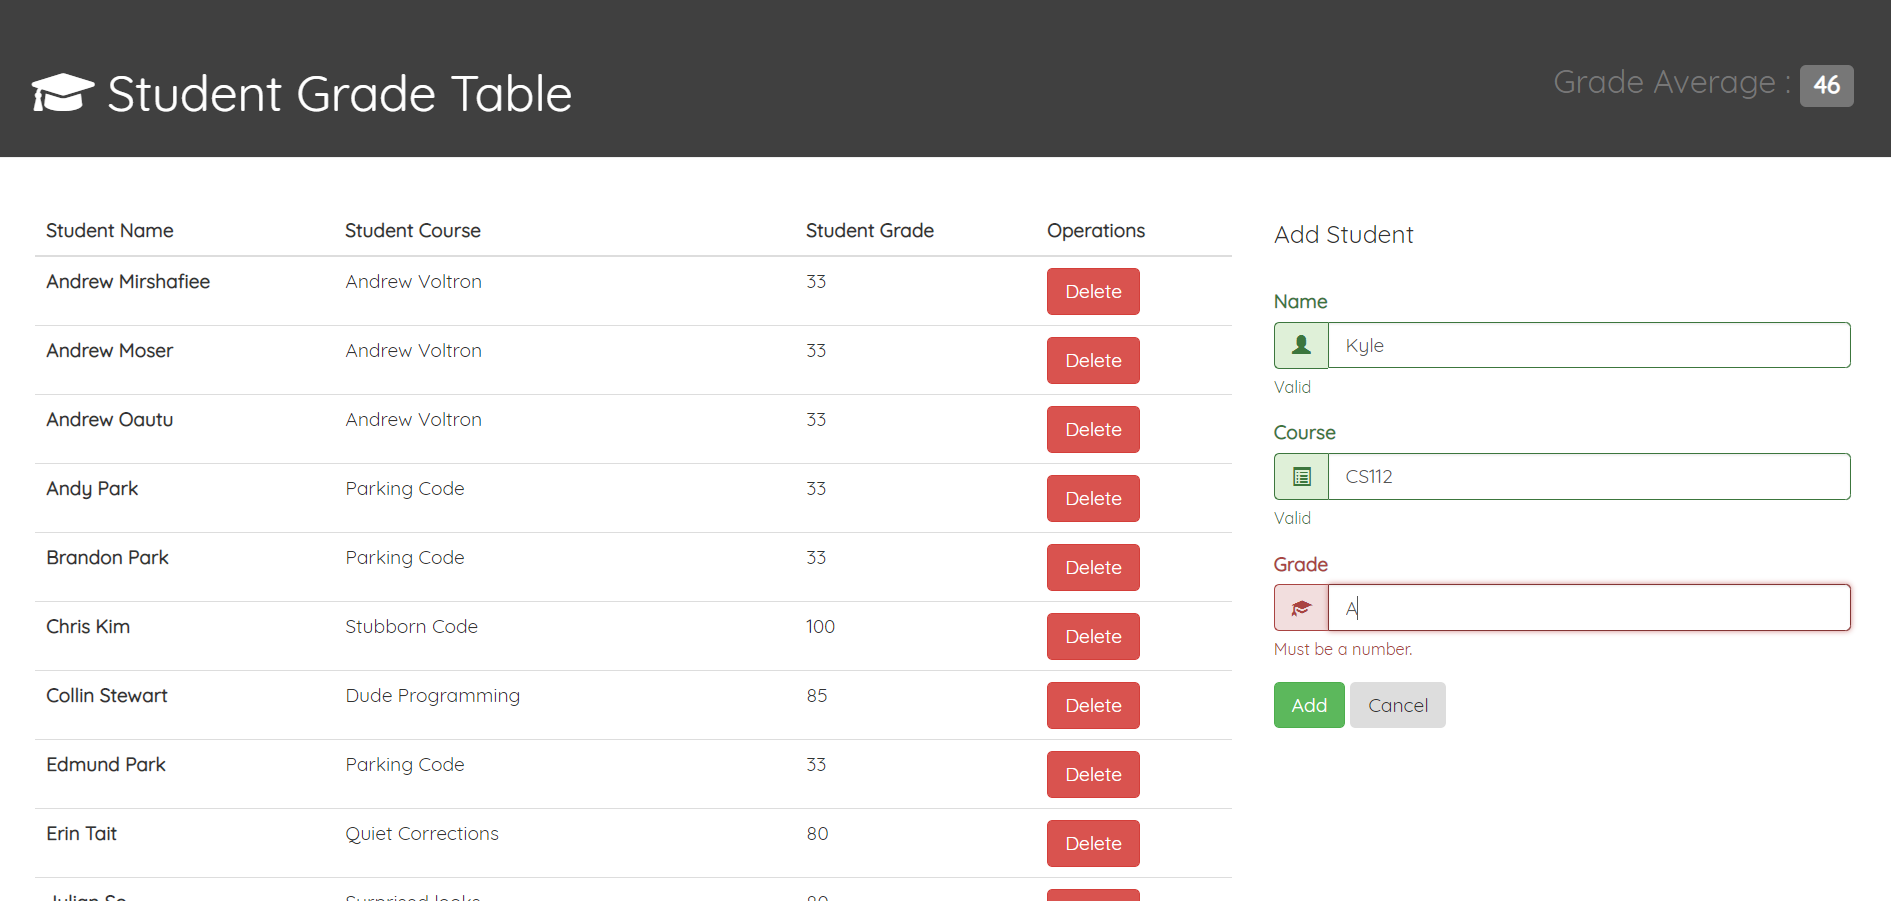 Student Grade Table
Grade Average : 46
Student Name Student Course Student Grade Operations
Andrew Mirshafiee Andrew Voltron 33 Delete
Andrew Moser Andrew Voltron 33 Delete
Andrew Oautu Andrew Voltron 33 Delete
Andy Park Parking Code 33 Delete
Brandon Park Parking Code 33 Delete
Chris Kim Stubborn Code 100 Delete
Collin Stewart Dude Programming 85 Delete
Edmund Park Parking Code 33 Delete
Erin Tait Quiet Corrections 80 Delete
Add Student
Name
Kyle
Valid
Course
CS112
Valid
Grade
A
Must be a number.
Add Cancel